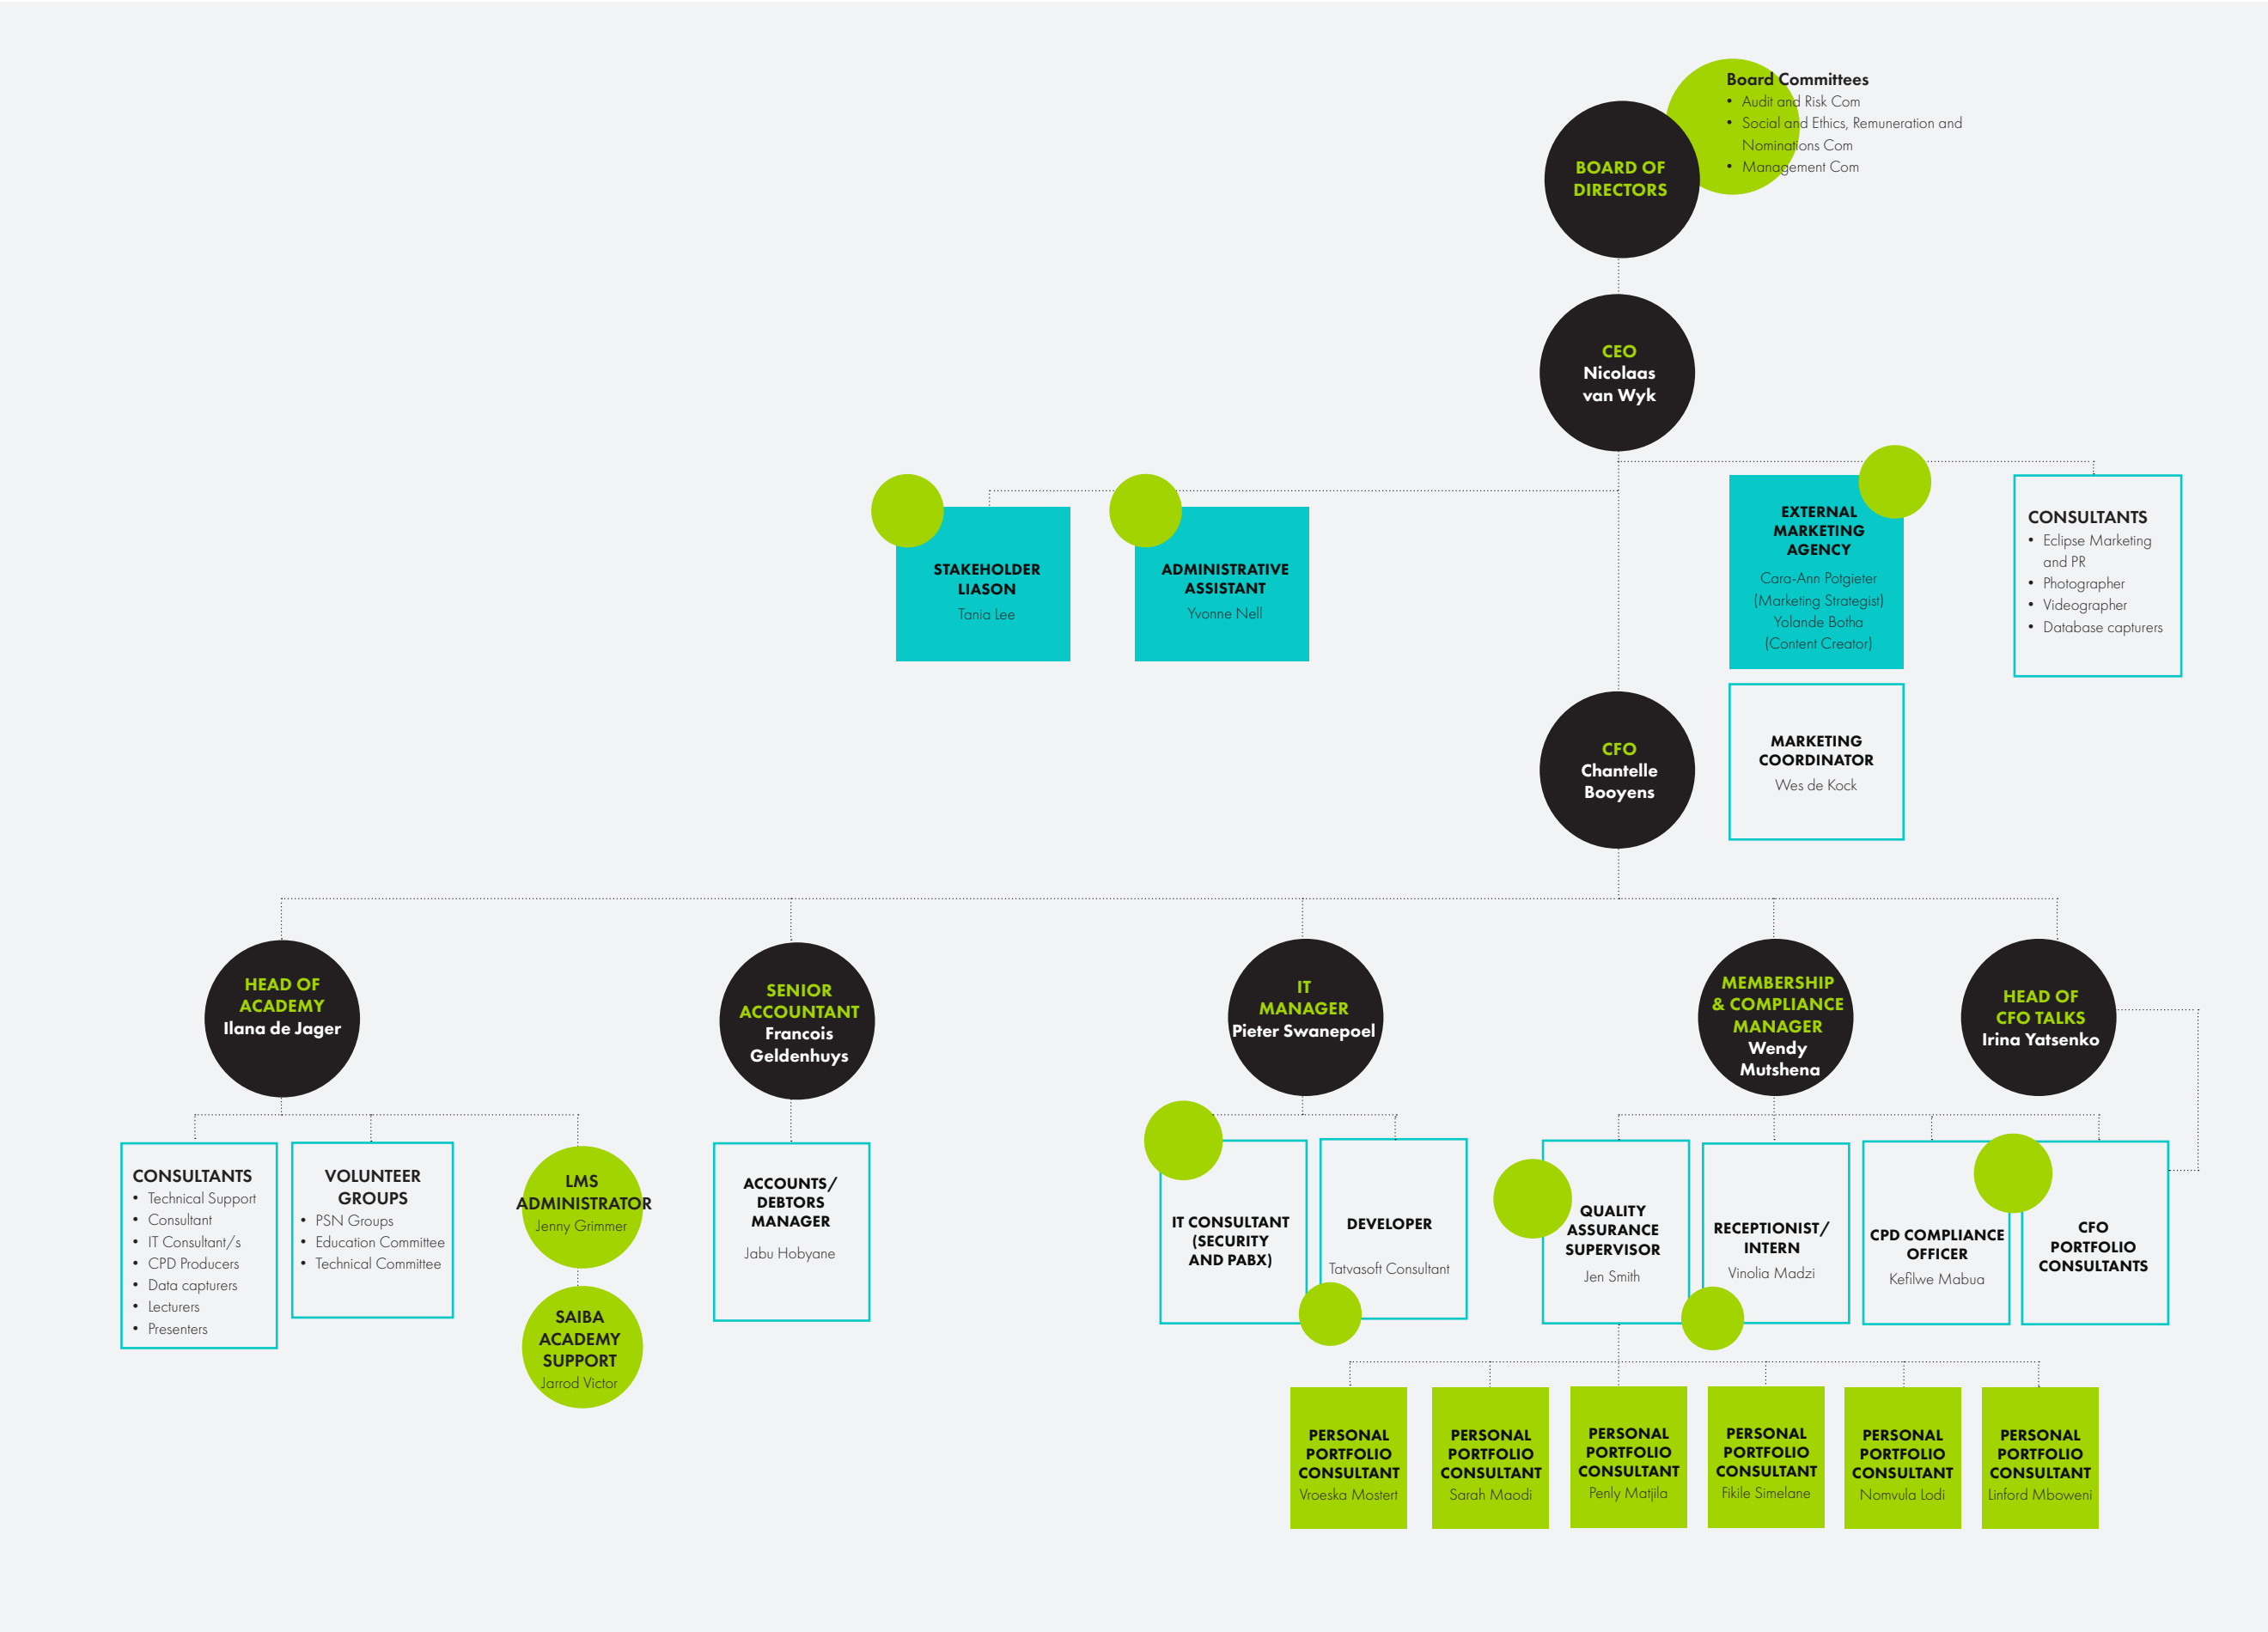 Board Committees
• Audit and Risk Com
• Social and Ethics, Remuneration and
Nominations Com
• Management Com
BOARD OF
DIRECTORS
CEO
Nicolaas
van Wyk
STAKEHOLDER
LIASON
Tania Lee
ADMINISTRATIVE
ASSISTANT
Yvonne Nell
EXTERNAL
MARKETING
AGENCY
Cara-Ann Potgieter
(Marketing Strategist)
Yolande Botha
(Content Creator)
CONSULTANTS
• Eclipse Marketing
and PR
• Photographer
• Videographer
• Database capturers
CFO
Chantelle
Booyens
MARKETING
COORDINATOR
Wes de Kock
HEAD OF
ACADEMY
Ilana de Jager
SENIOR
ACCOUNTANT
Francois
Geldenhuys
IT
MANAGER
Pieter Swanepoel
MEMBERSHIP
& COMPLIANCE
MANAGER
Wendy
Mutshena
HEAD OF
CFO TALKS
Irina Yatsenko
CONSULTANTS
• Technical Support
• Consultant
• IT Consultant/s
• CPD Producers
• Data capturers
• Lecturers
• Presenters
VOLUNTEER
GROUPS
• PSN Groups
• Education Committee
• Technical Committee
LMS
ADMINISTRATOR
Jenny Grimmer
SAIBA
ACADEMY
SUPPORT
Jarrod Victor
ACCOUNTS/
DEBTORS
MANAGER
Jabu Hobyane
IT CONSULTANT
(SECURITY
AND PABX)
DEVELOPER
Tatvasoft Consultant
QUALITY
ASSURANCE
SUPERVISOR
Jen Smith
RECEPTIONIST/
INTERN
Vinolia Madzi
CPD COMPLIANCE
OFFICER
Kefilwe Mabua
CFO
PORTFOLIO
CONSULTANTS
PERSONAL
PORTFOLIO
CONSULTANT
Vroeska Mostert
PERSONAL
PORTFOLIO
CONSULTANT
Sarah Maodi
PERSONAL
PORTFOLIO
CONSULTANT
Penly Matjila
PERSONAL
PORTFOLIO
CONSULTANT
Fikile Simelane
PERSONAL
PORTFOLIO
CONSULTANT
Nomvula Lodi
PERSONAL
PORTFOLIO
CONSULTANT
Linford Mboweni